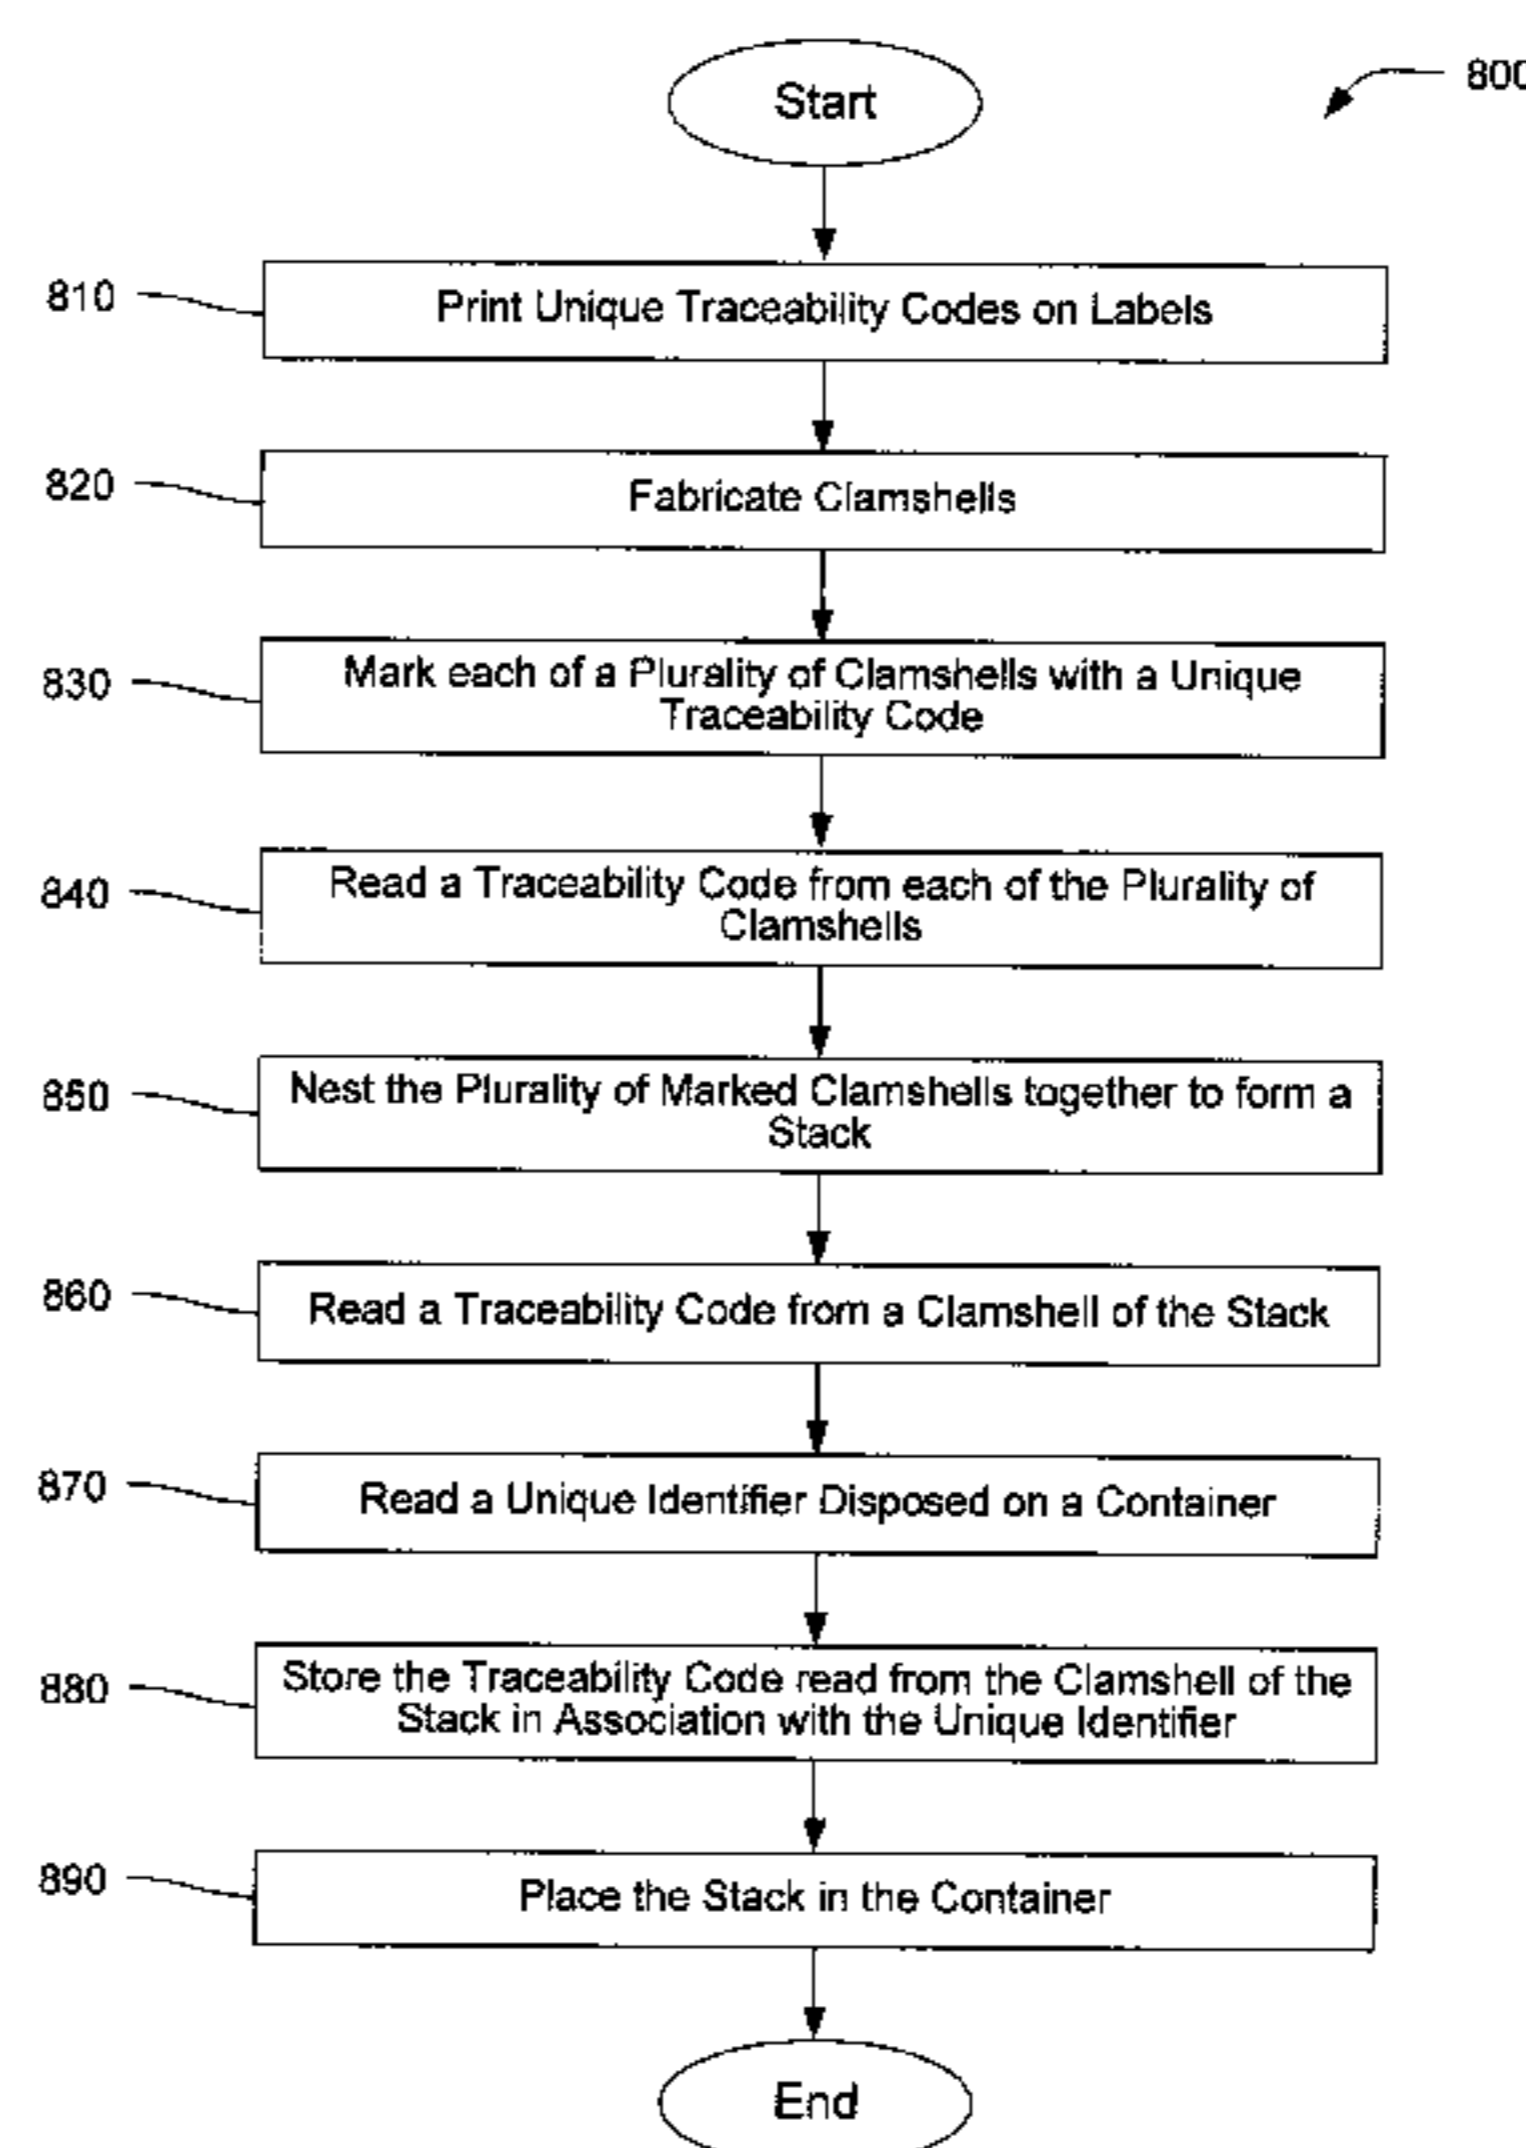 Start
800
810
Print Unique Traceability Codes on Labels
820
Fabricate Clamshells
830
Mark each of a Plurality of Clamshells with a Unique
Traceability Code
840
Read a Traceability Code from each of the Plurality of
Clamshells
850
Nest the Plurality of Marked Clamshells together to form a
Stack
860
Read a Traceability Code from a Clamshell of the Stack
870
Read a Unique Identifier Disposed on a Container
880
Store the Traceability Code read from the Clamshell of the
Stack in Association with the Unique Identifier
890
Place the Stack in the Container
End